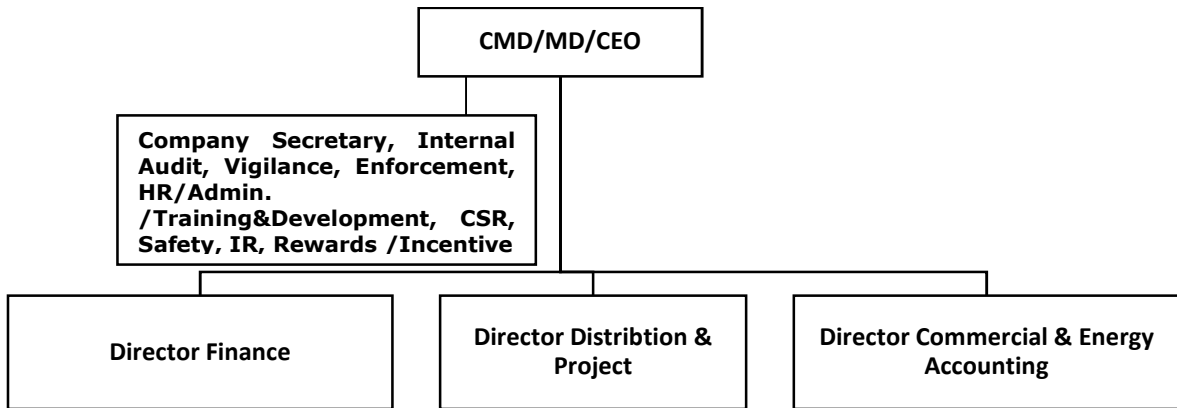 CMD/MD/CEO
Company Secretary, Internal
Audit, Vigilance, Enforcement,
HR/Admin.
/Training&Development, CSR,
Safety, IR, Rewards /Incentive
Director Finance
Director Distribtion &
Project
Director Commercial & Energy
Accounting